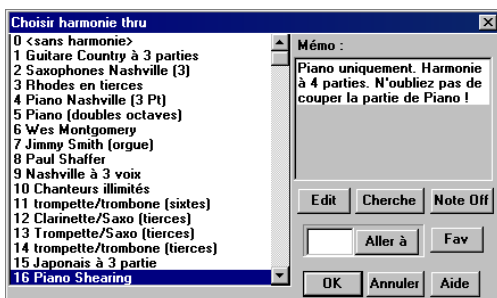 Choisir harmonie thru
0 <sans harmonie>
1 Guitare Country à 3 parties
2 Saxophones Nashville (3)
3 Rhodes en tierces
4 Piano Nashville (3 Pt)
5 Piano (doubles octaves)
6 Wes Montgomery
7 Jimmy Smith (orgue)
8 Paul Shaffer
9 Nashville à 3 voix
10 Chanteurs illimités
11 trompette/trombone (sixtes)
12 Clarinette/Saxo (tierces)
13 Trompette/Saxo (tierces)
14 trompette/trombone (tierces)
15 Japonais à 3 partie
16 Piano Shearing
Mémo :
Piano uniquement. Harmonie
à 4 parties. N'oubliez pas de
couper la partie de Piano !
Edit Cherche Note Off
Aller à Fav
OK Annuler Aide